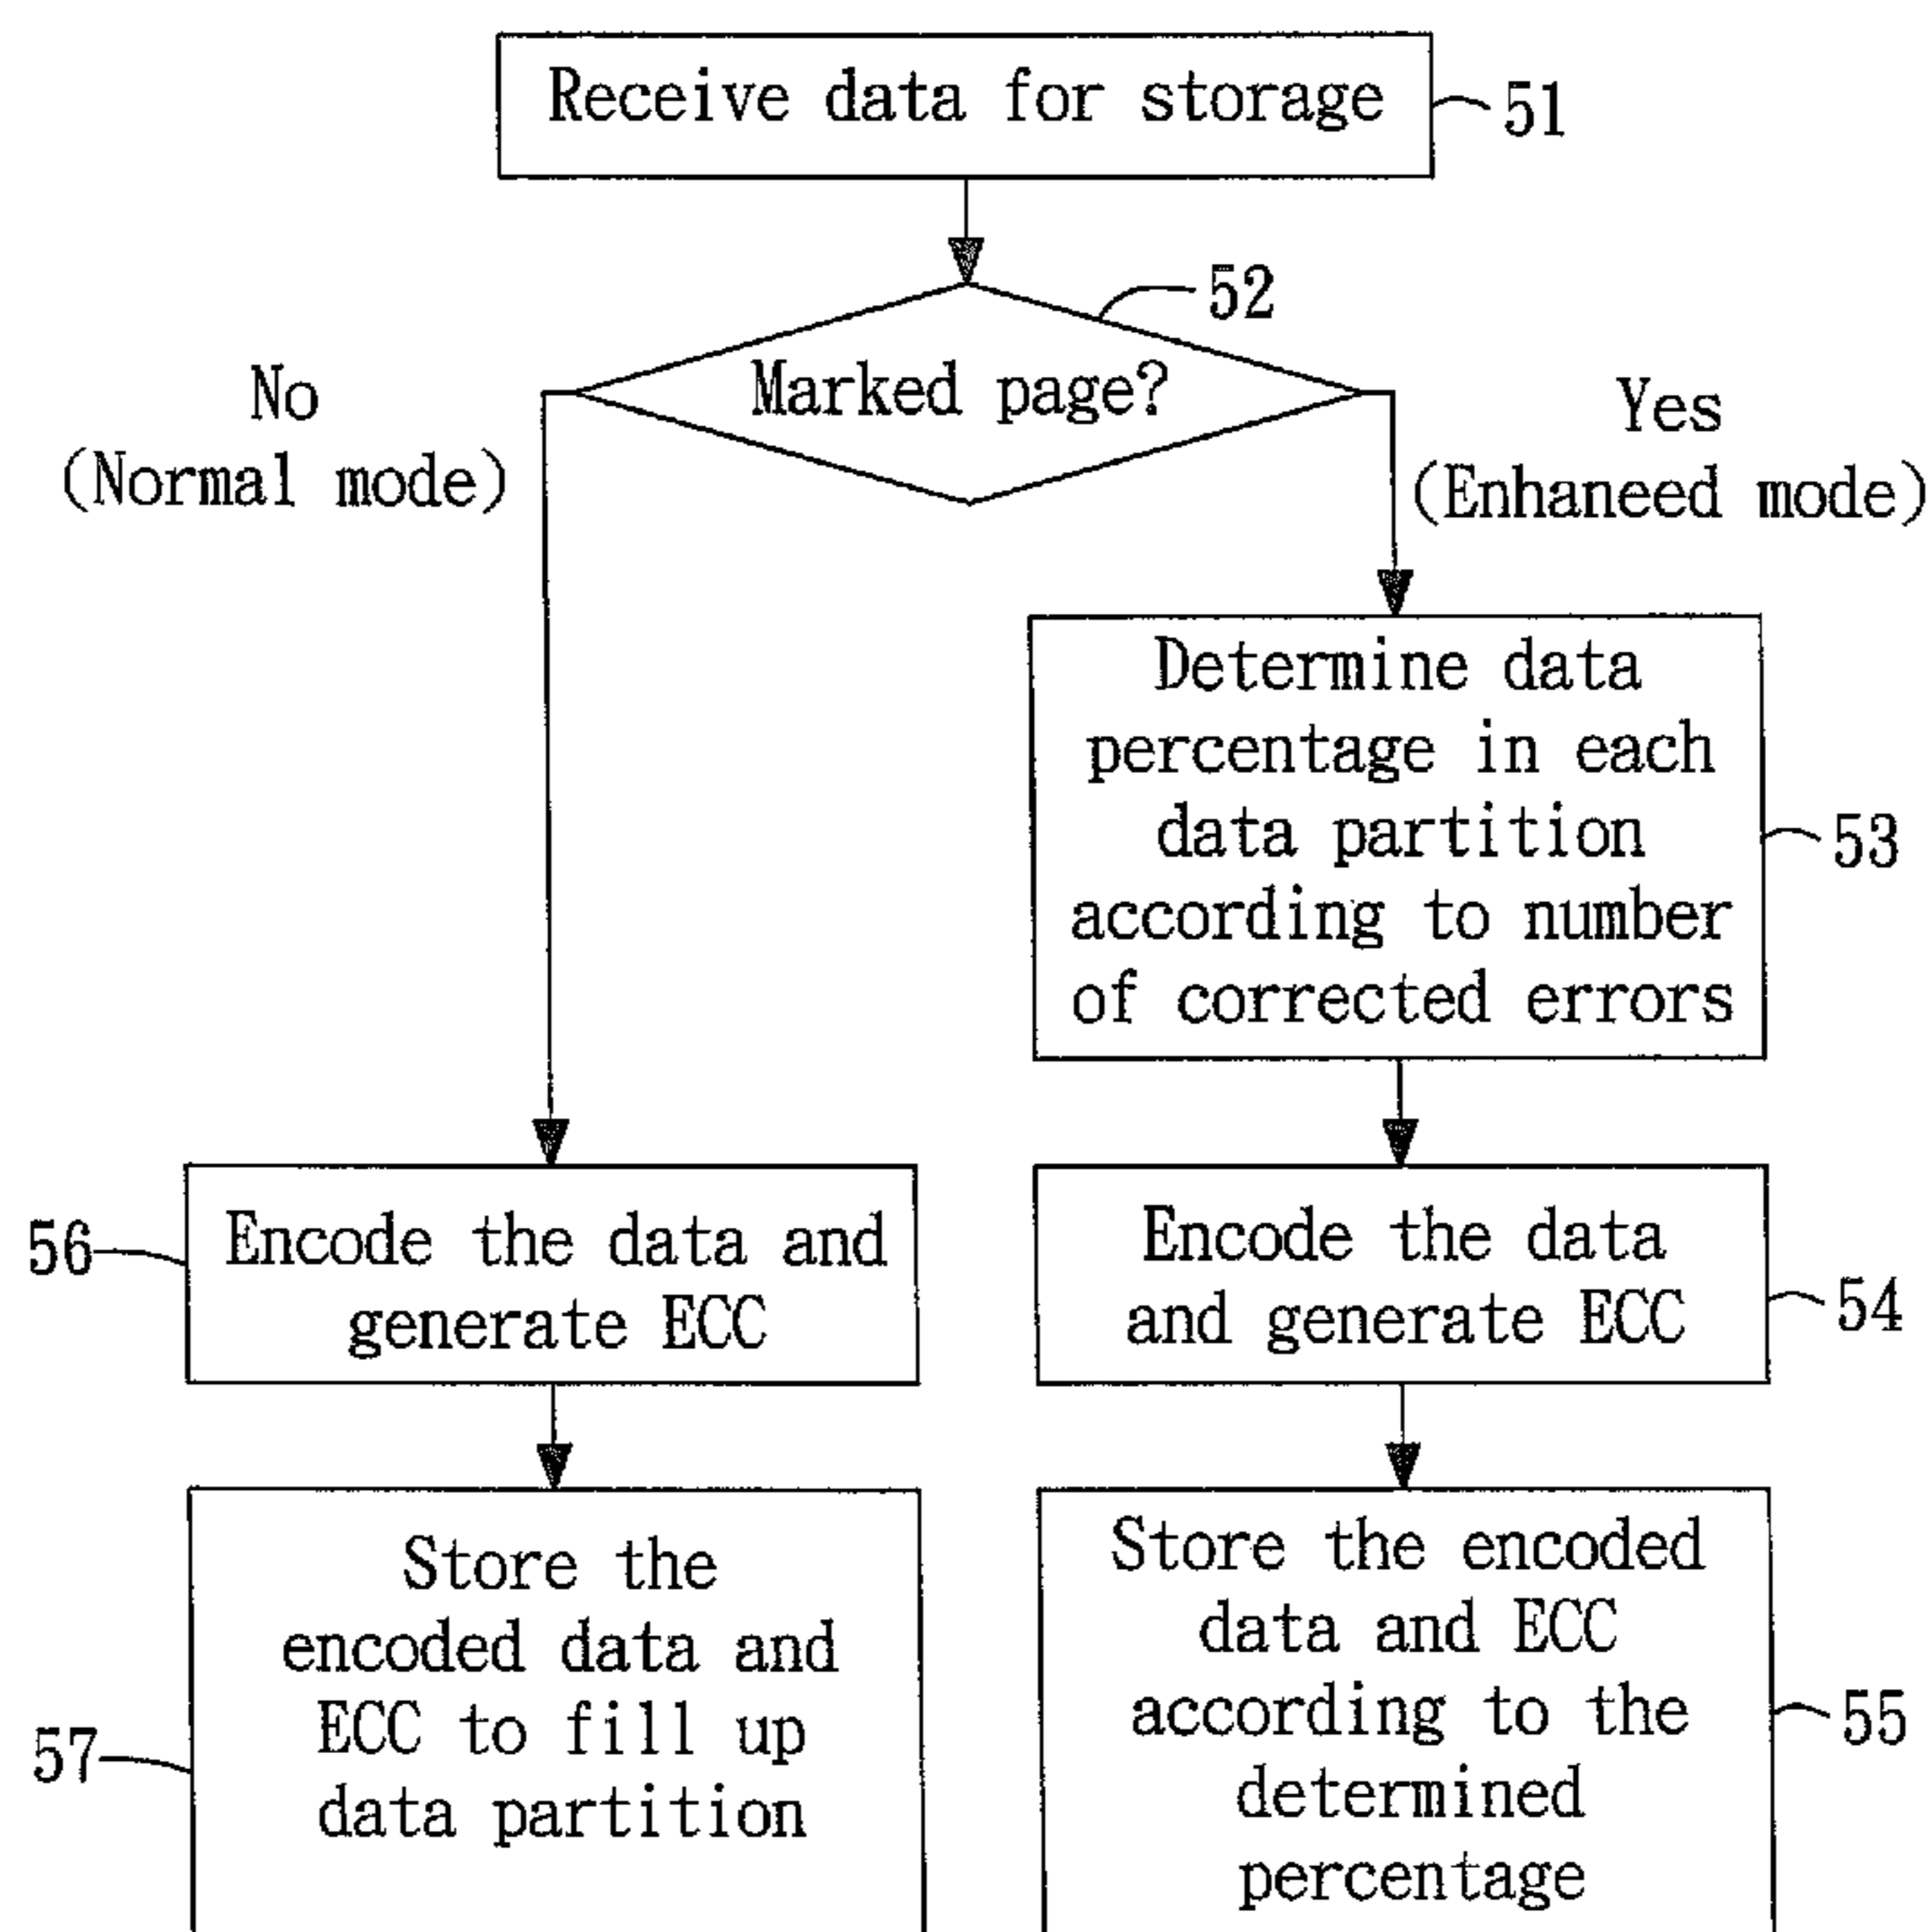 Receive data for storage
51
52
Marked page?
No
(Normal mode)
Yes
(Enhaneed mode)
Determine data
percentage in each
data partition
according to number
of corrected errors
53
56
Encode the data and
generate ECC
Encode the data
and generate ECC
54
57
Store the
encoded data and
ECC to fill up
data partition
Store the encoded
data and ECC
according to the
determined
percentage
55